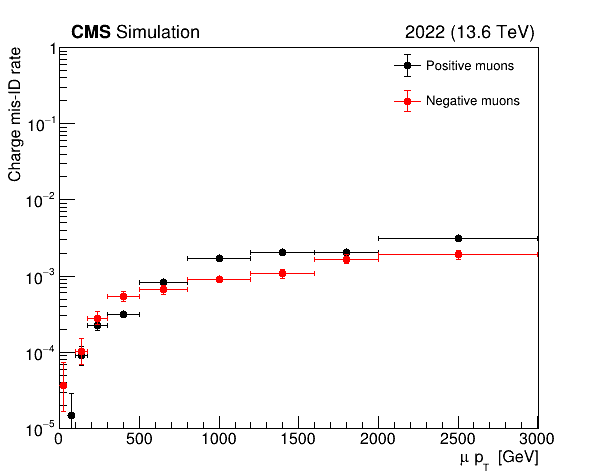 CMS Simulation
2022 (13.6 TeV)
Charge mis-ID rate
Positive muons
Negative muons
1
10⁻¹
10⁻²
10⁻³
10⁻⁴
10⁻⁵
0 500 1000 1500 2000 2500 3000
μ p_T [GeV]